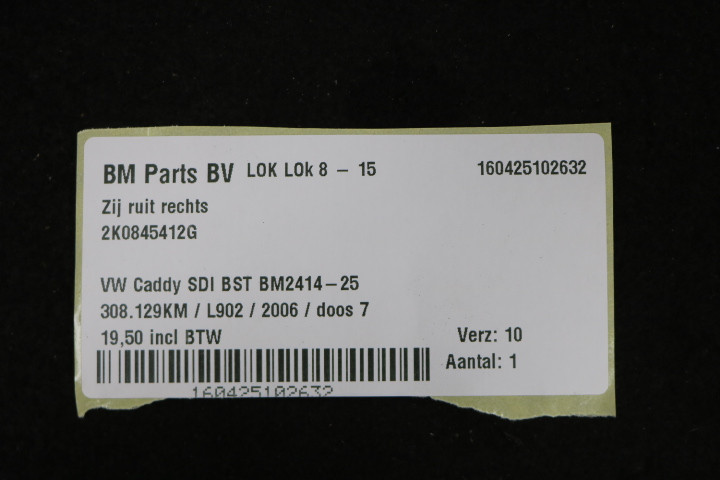 BM Parts BV LOK LOk 8 - 15 160425102632
Zij ruit rechts
2K0845412G
VW Caddy SDI BST BM2414-25
308.129KM / L902 / 2006 / doos 7
19,50 incl BTW Verz: 10
Aantal: 1
160425102632